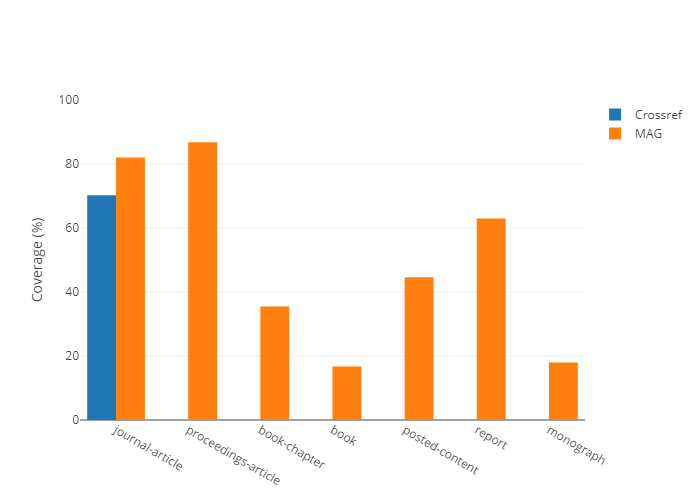 100
80
60
40
20
0
Coverage (%)
journal-article
proceedings-article
book-chapter
book
posted-content
report
monograph
Crossref
MAG